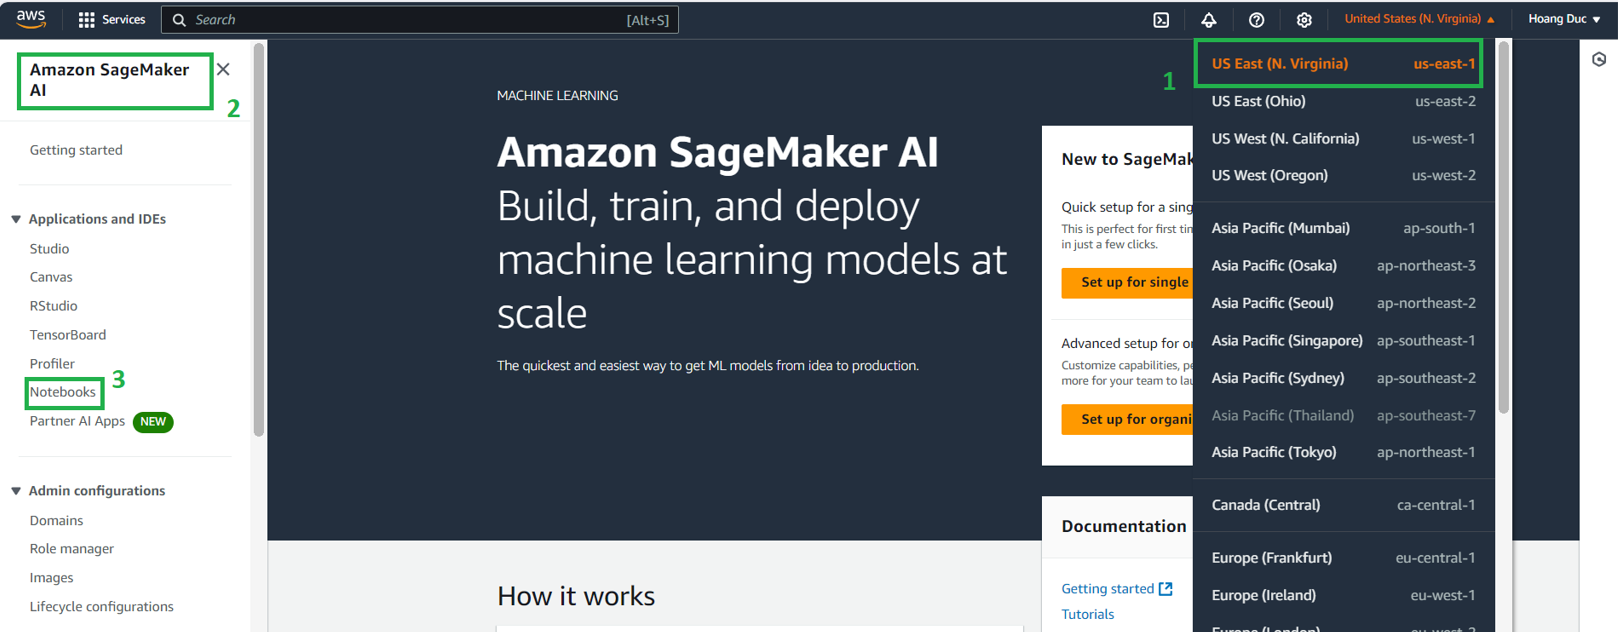 aws
Services
Search
[Alt+S]
United States (N. Virginia)
Hoang Duc
Amazon SageMaker
AI
2
Getting started
Applications and IDEs
Studio
Canvas
RStudio
TensorBoard
Profiler
3
Notebooks
Partner AI Apps NEW
Admin configurations
Domains
Role manager
Images
Lifecycle configurations
MACHINE LEARNING
Amazon SageMaker AI
Build, train, and deploy
machine learning models at
scale
The quickest and easiest way to get ML models from idea to production.
How it works
New to SageMak
Quick setup for a sing
This is perfect for first tin
in just a few clicks.
Set up for single
Advanced setup for o
Customize capabilities, pe
more for your team to lau
Set up for organi
Documentation
Getting started
Tutorials
1
US East (N. Virginia) us-east-1
US East (Ohio) us-east-2
US West (N. California) us-west-1
US West (Oregon) us-west-2
Asia Pacific (Mumbai) ap-south-1
Asia Pacific (Osaka) ap-northeast-3
Asia Pacific (Seoul) ap-northeast-2
Asia Pacific (Singapore) ap-southeast-1
Asia Pacific (Sydney) ap-southeast-2
Asia Pacific (Thailand) ap-southeast-7
Asia Pacific (Tokyo) ap-northeast-1
Canada (Central) ca-central-1
Europe (Frankfurt) eu-central-1
Europe (Ireland) eu-west-1
Europe (London) eu-west-2